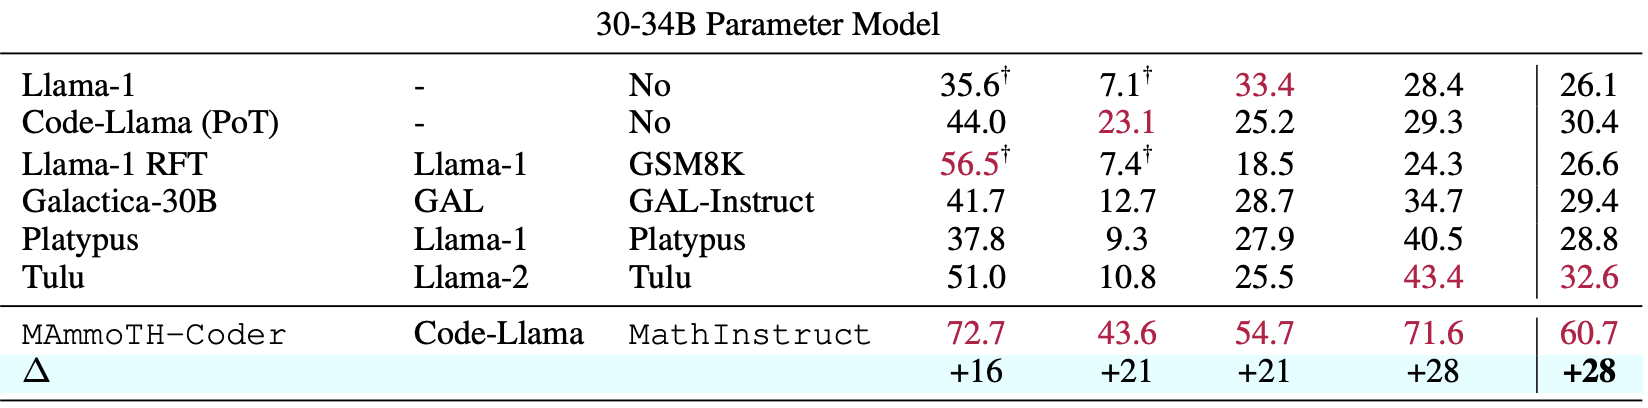 30-34B Parameter Model
Llama-1 - No 35.6† 7.1† 33.4 28.4 26.1
Code-Llama (PoT) - No 44.0 23.1 25.2 29.3 30.4
Llama-1 RFT Llama-1 GSM8K 56.5† 7.4† 18.5 24.3 26.6
Galactica-30B GAL GAL-Instruct 41.7 12.7 28.7 34.7 29.4
Platypus Llama-1 Platypus 37.8 9.3 27.9 40.5 28.8
Tulu Llama-2 Tulu 51.0 10.8 25.5 43.4 32.6
MAmmoTH-Coder Code-Llama MathInstruct 72.7 43.6 54.7 71.6 60.7
Δ +16 +21 +21 +28 +28